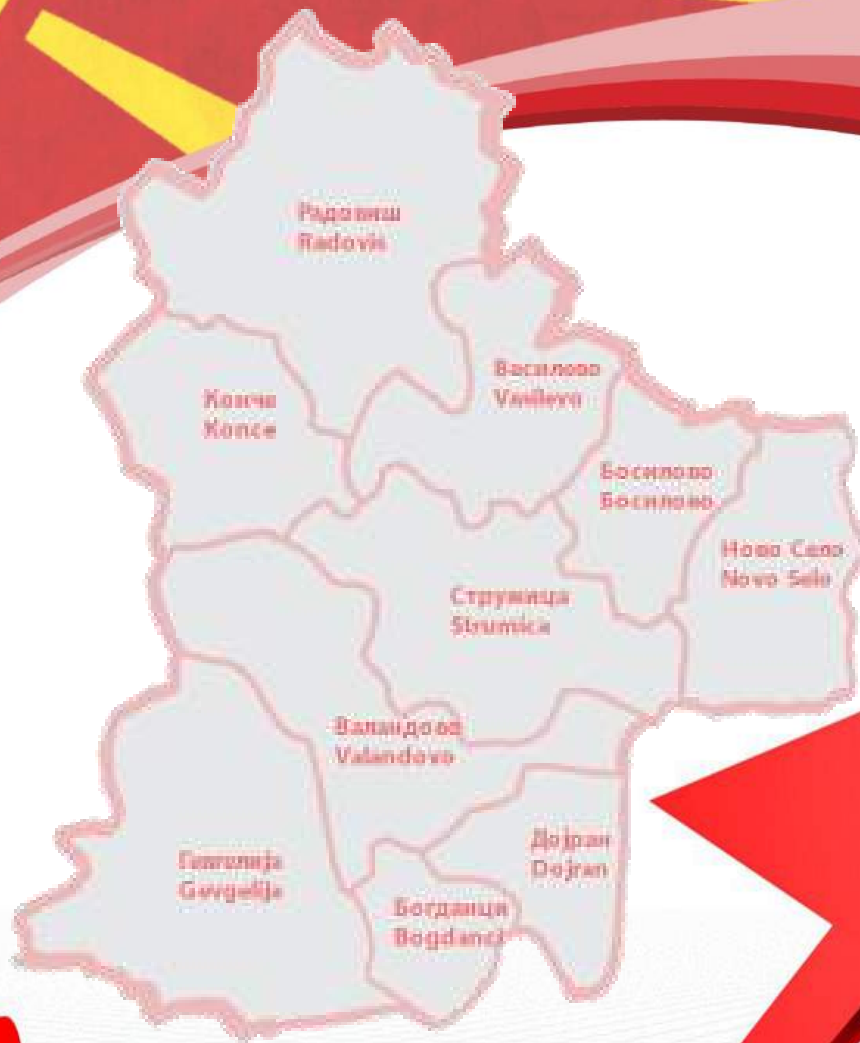 Радовиш
Radovis
Василово
Vasilevo
Конче
Konce
Босилово
Босилово
Ново Село
Novo Selo
Струмица
Strumica
Валандово
Valandovo
Дојран
Dojran
Гевгелија
Gevgelija
Богданци
Bogdanci